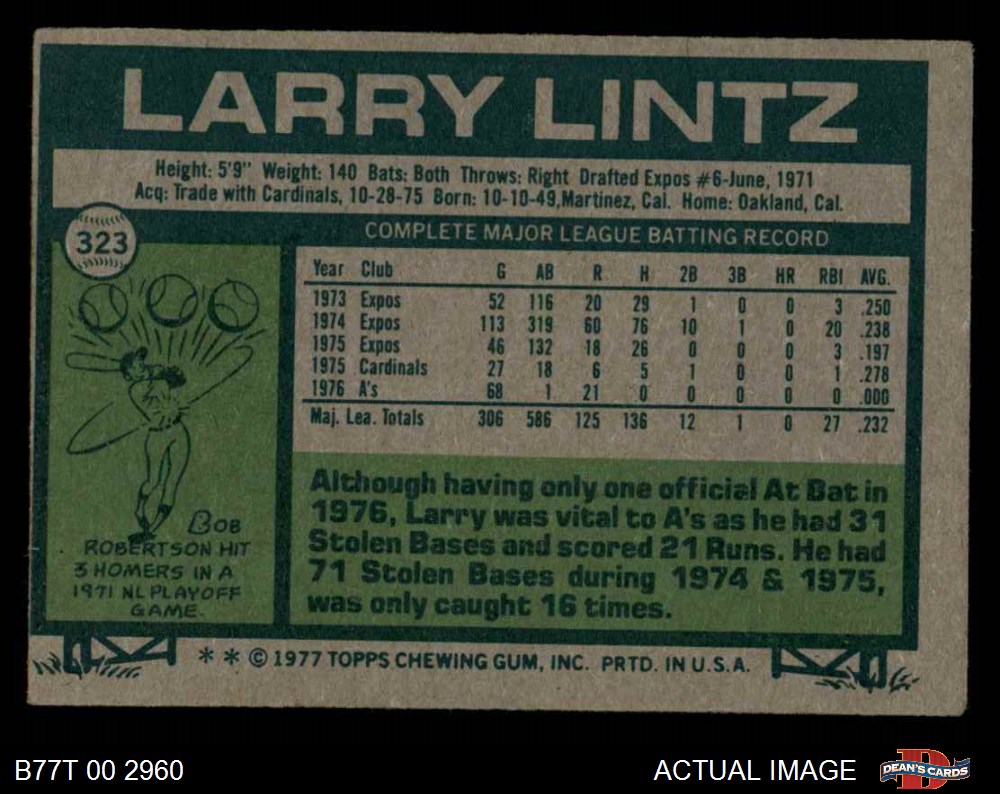 LARRY LINTZ
Height: 5'9" Weight: 140 Bats: Both Throws: Right Drafted Expos #6-June, 1971
Acq: Trade with Cardinals, 10-28-75 Born: 10-10-49, Martinez, Cal. Home: Oakland, Cal.
323
COMPLETE MAJOR LEAGUE BATTING RECORD
Year Club G AB R H 2B 3B HR RBI AVG.
1973 Expos 52 116 20 29 1 0 0 3 .250
1974 Expos 113 319 60 76 10 1 0 20 .238
1975 Expos 46 132 18 26 0 0 0 3 .197
1975 Cardinals 27 18 6 5 1 0 0 1 .278
1976 A's 68 1 21 0 0 0 0 0 .000
Maj. Lea. Totals 306 586 125 136 12 1 0 27 .232
BOB
ROBERTSON HIT
3 HOMERS IN A
1971 NL PLAYOFF
GAME.
Although having only one official At Bat in
1976, Larry was vital to A's as he had 31
Stolen Bases and scored 21 Runs. He had
71 Stolen Bases during 1974 & 1975,
was only caught 16 times.
* * © 1977 TOPPS CHEWING GUM, INC. PRTD. IN U.S.A.
B77T 00 2960
ACTUAL IMAGE
D
DEAN'S CARDS